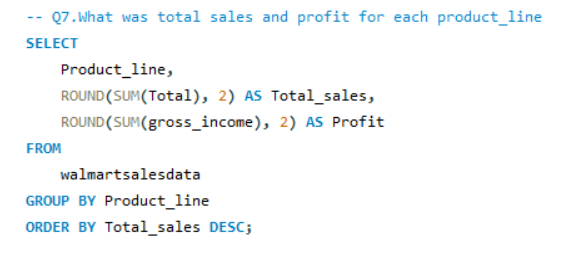 -- Q7.What was total sales and profit for each product_line
SELECT
Product_line,
ROUND(SUM(Total), 2) AS Total_sales,
ROUND(SUM(gross_income), 2) AS Profit
FROM
walmartsalesdata
GROUP BY Product_line
ORDER BY Total_sales DESC;